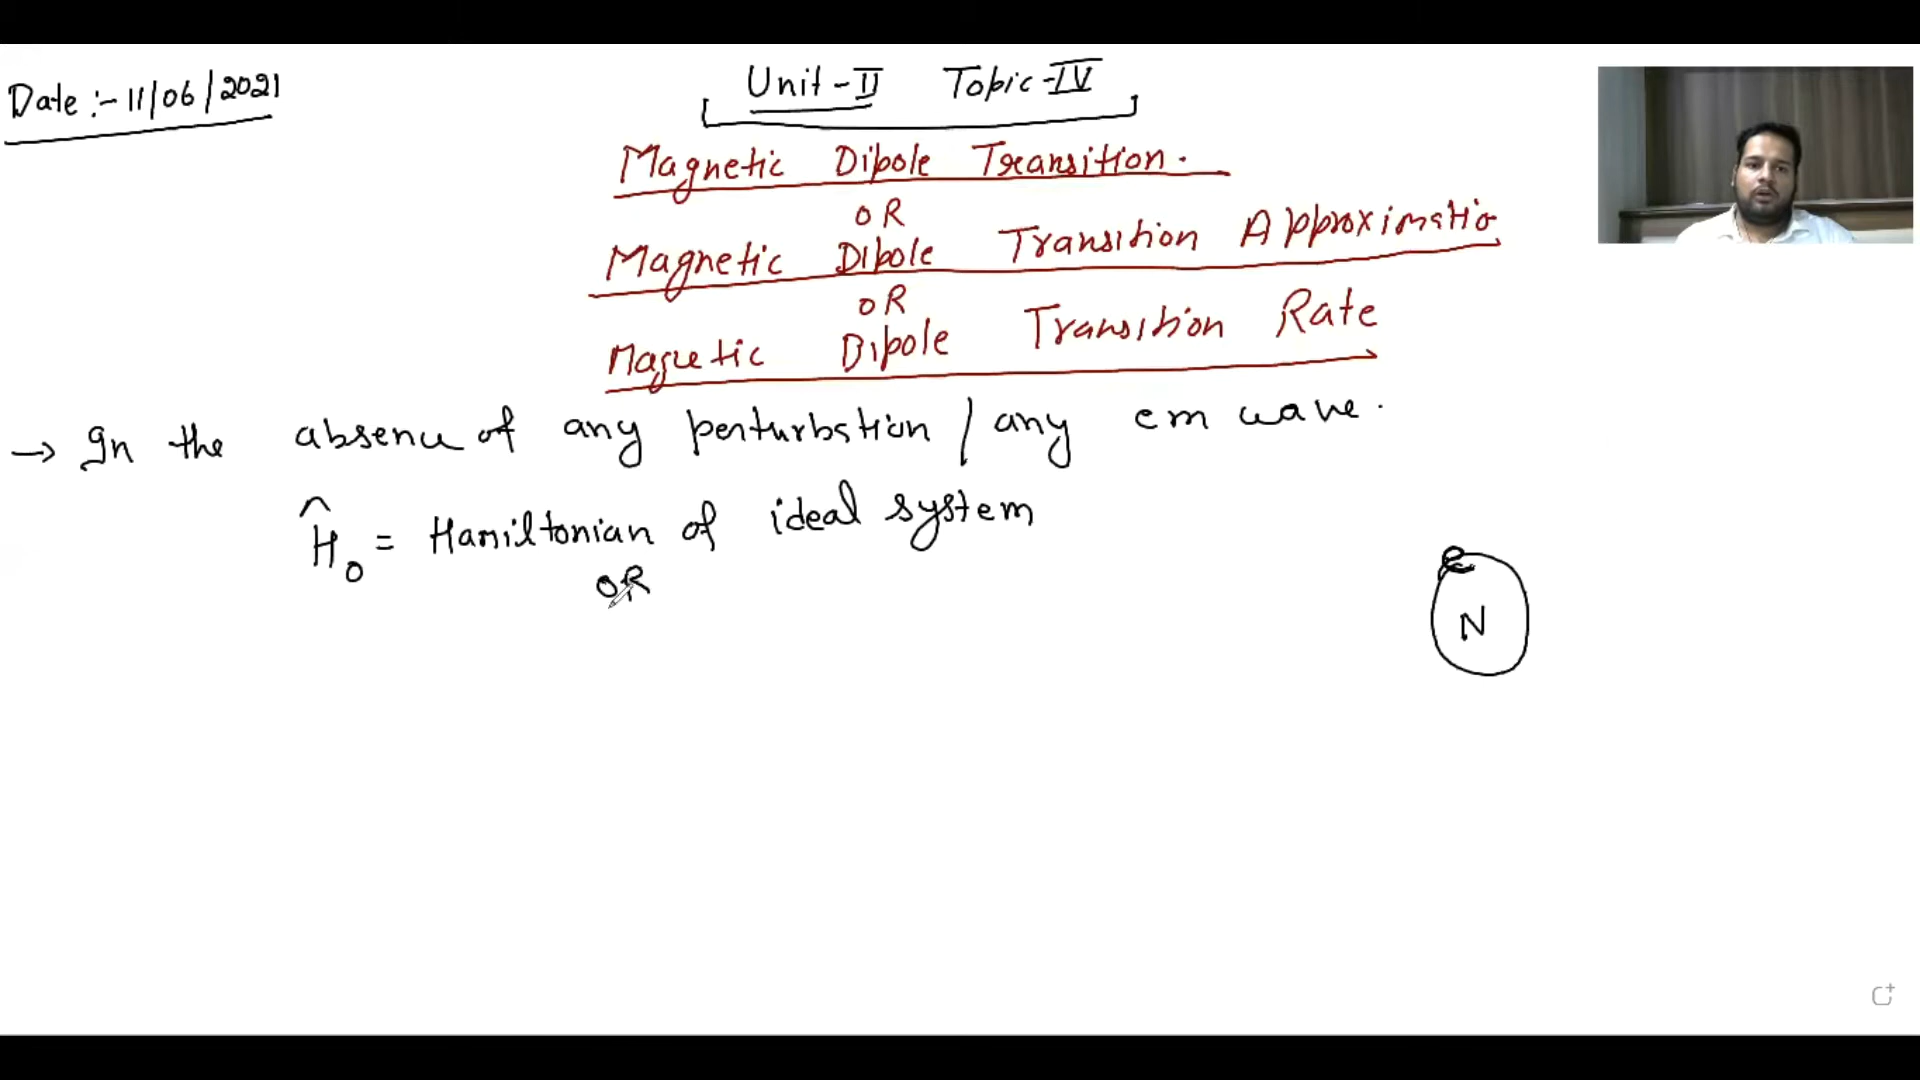 Date :- 11/06/2021
Unit-II Topic-IV
Magnetic Dipole Transition.
OR
Magnetic Dipole Transition Approximatio
OR
Magnetic Dipole Transition Rate
→ In the absence of any perturbation / any em wave.
Ĥ₀ = Hamiltonian of ideal system
OR
e
N